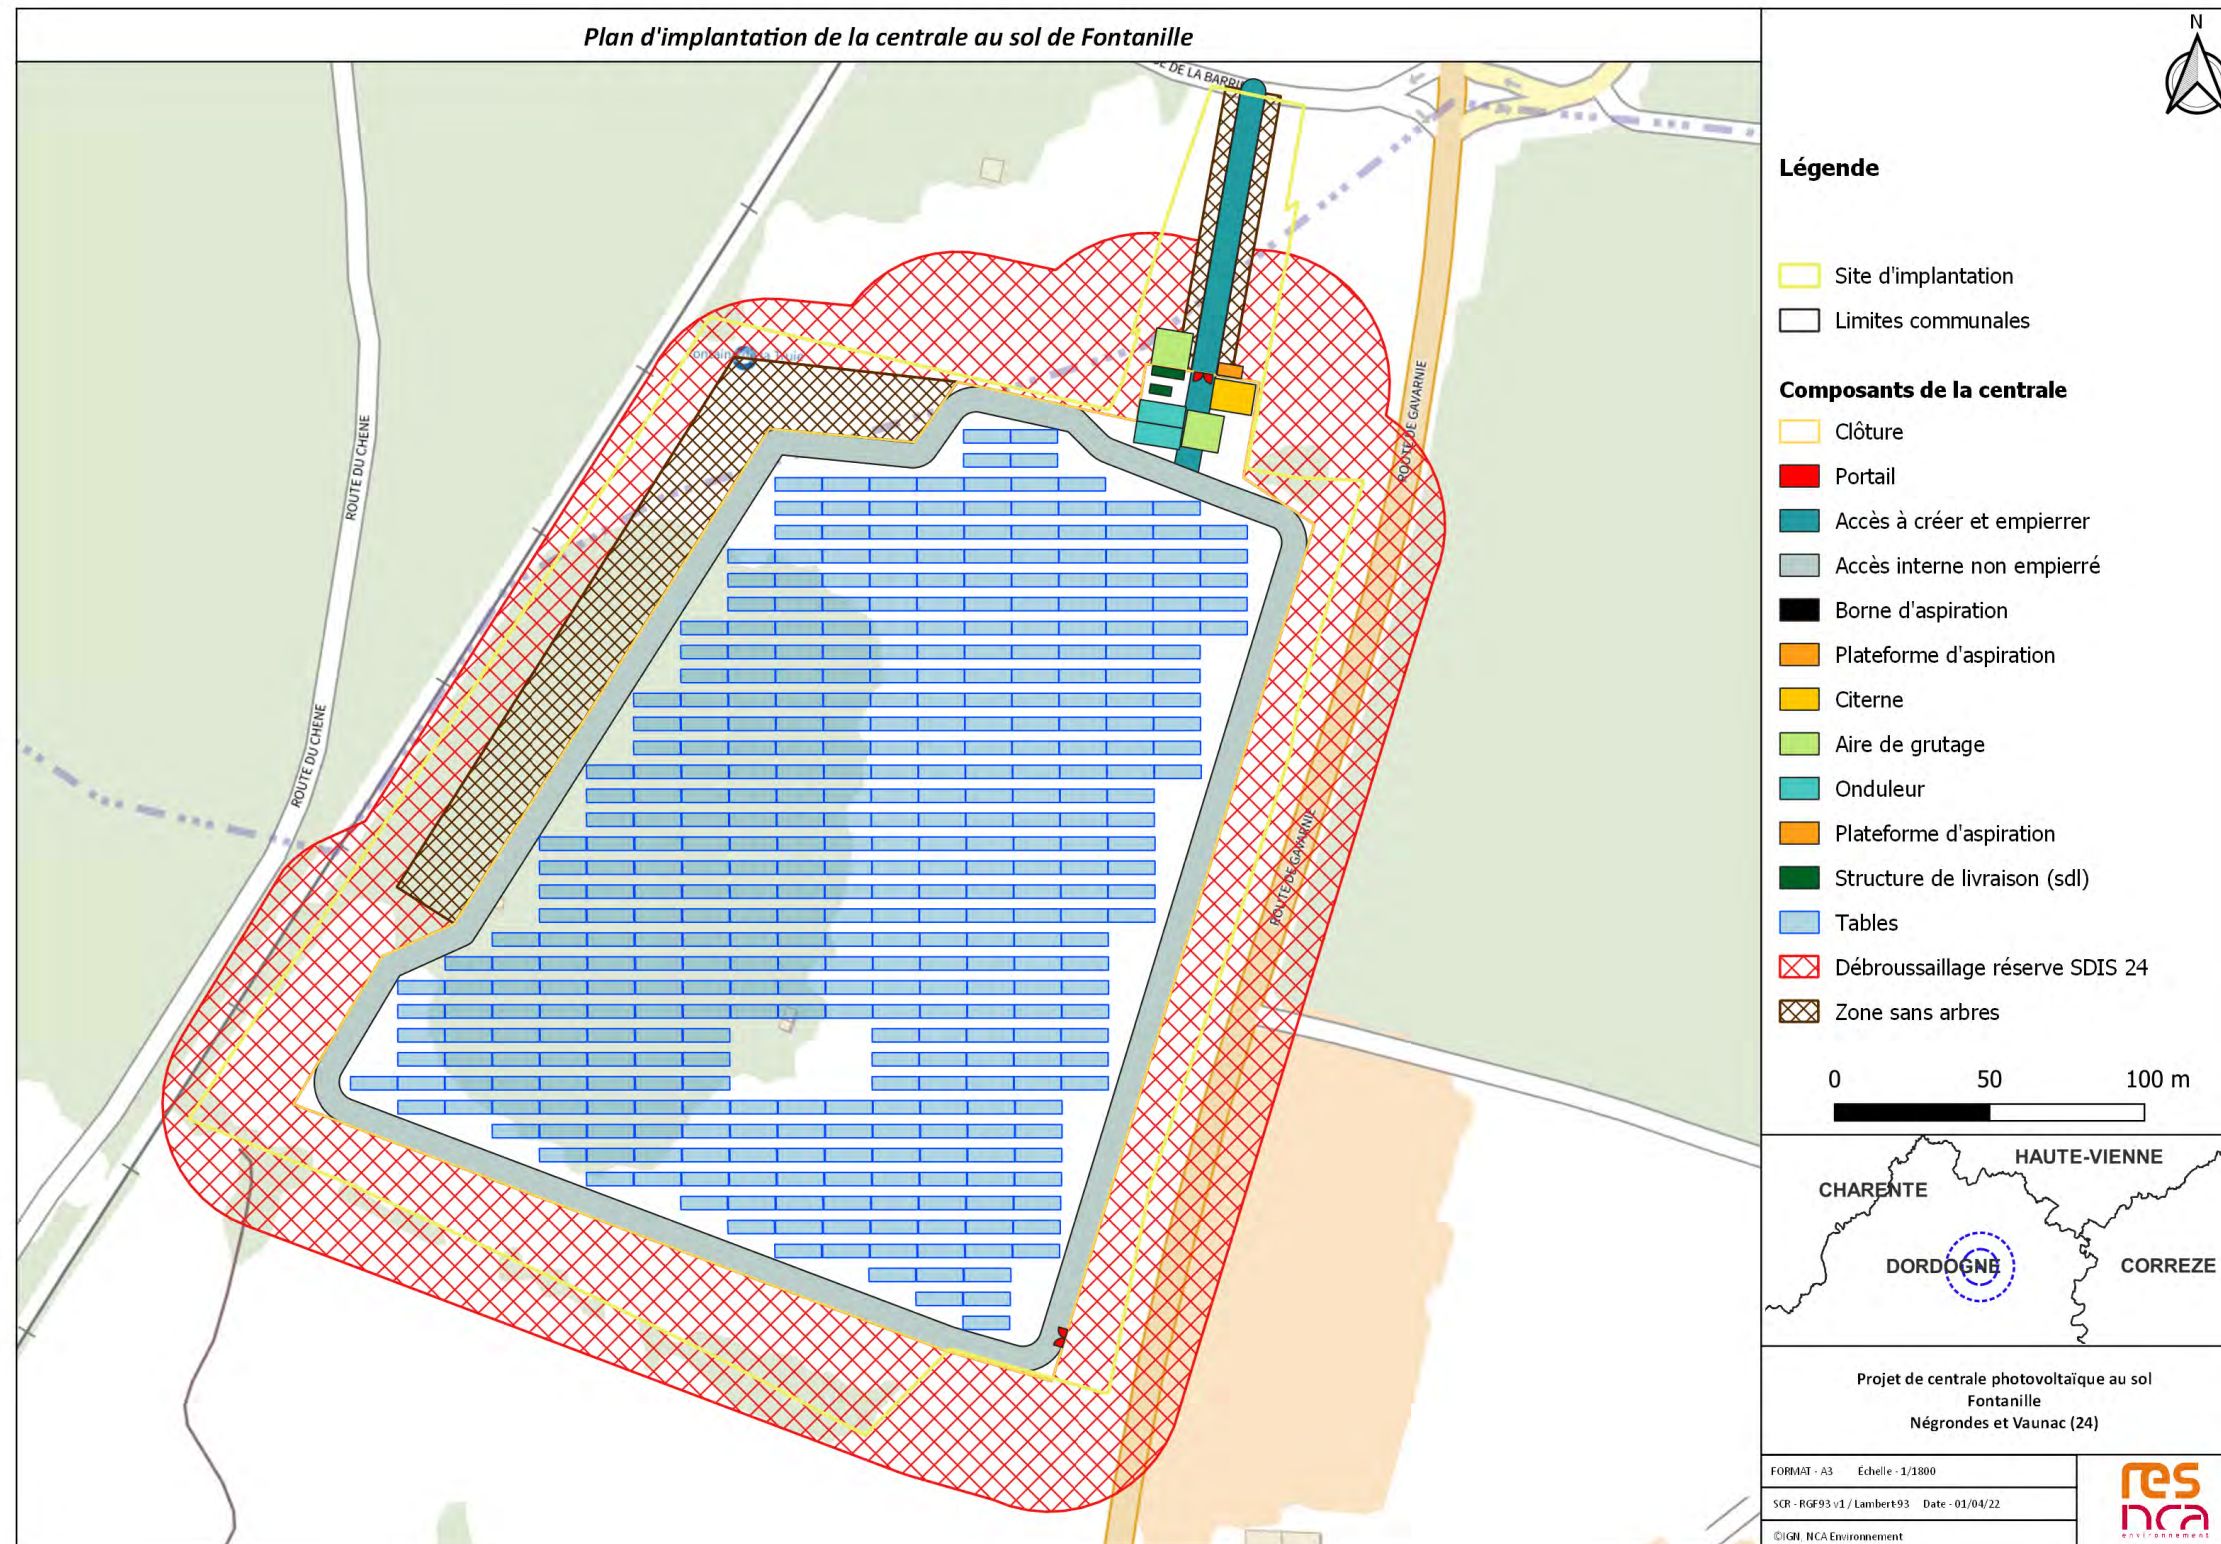 Plan d'implantation de la centrale au sol de Fontanille
N
DE LA BARRI
ROUTE DU CHENE
ROUTE DU CHENE
ROUTE DE GAVARNIE
ROUTE DE GAVARNIE
Légende
Site d'implantation
Limites communales
Composants de la centrale
Clôture
Portail
Accès à créer et empierrer
Accès interne non empierré
Borne d'aspiration
Plateforme d'aspiration
Citerne
Aire de grutage
Onduleur
Plateforme d'aspiration
Structure de livraison (sdl)
Tables
Débroussaillage réserve SDIS 24
Zone sans arbres
0 50 100 m
HAUTE-VIENNE
CHARENTE
DORDOGNE
CORREZE
Projet de centrale photovoltaïque au sol
Fontanille
Négrondes et Vaunac (24)
FORMAT - A3 Échelle - 1/1800
SCR - RGF93 v1 / Lambert-93 Date - 01/04/22
©IGN, NCA Environnement
res
nca
environnement